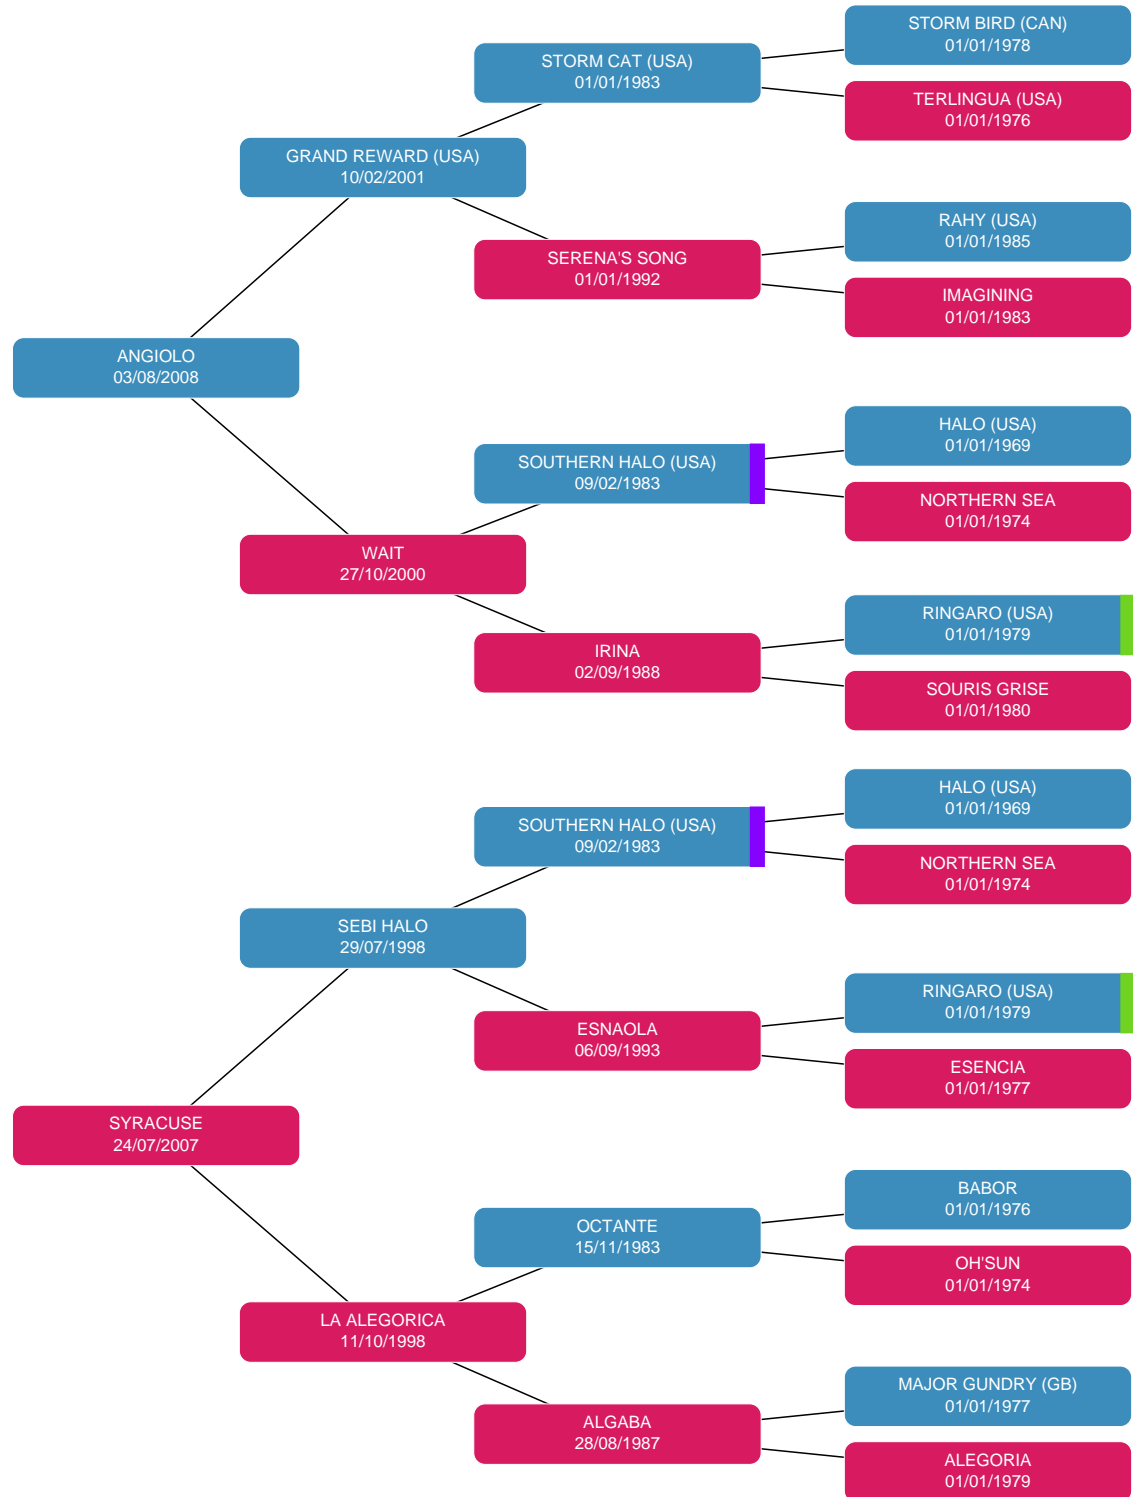 STORM BIRD (CAN)
01/01/1978
STORM CAT (USA)
01/01/1983
TERLINGUA (USA)
01/01/1976
GRAND REWARD (USA)
10/02/2001
RAHY (USA)
01/01/1985
SERENA'S SONG
01/01/1992
IMAGINING
01/01/1983
ANGIOLO
03/08/2008
HALO (USA)
01/01/1969
SOUTHERN HALO (USA)
09/02/1983
NORTHERN SEA
01/01/1974
WAIT
27/10/2000
RINGARO (USA)
01/01/1979
IRINA
02/09/1988
SOURIS GRISE
01/01/1980
HALO (USA)
01/01/1969
SOUTHERN HALO (USA)
09/02/1983
NORTHERN SEA
01/01/1974
SEBI HALO
29/07/1998
RINGARO (USA)
01/01/1979
ESNAOLA
06/09/1993
ESENCIA
01/01/1977
SYRACUSE
24/07/2007
BABOR
01/01/1976
OCTANTE
15/11/1983
OH'SUN
01/01/1974
LA ALEGORICA
11/10/1998
MAJOR GUNDRY (GB)
01/01/1977
ALGABA
28/08/1987
ALEGORIA
01/01/1979